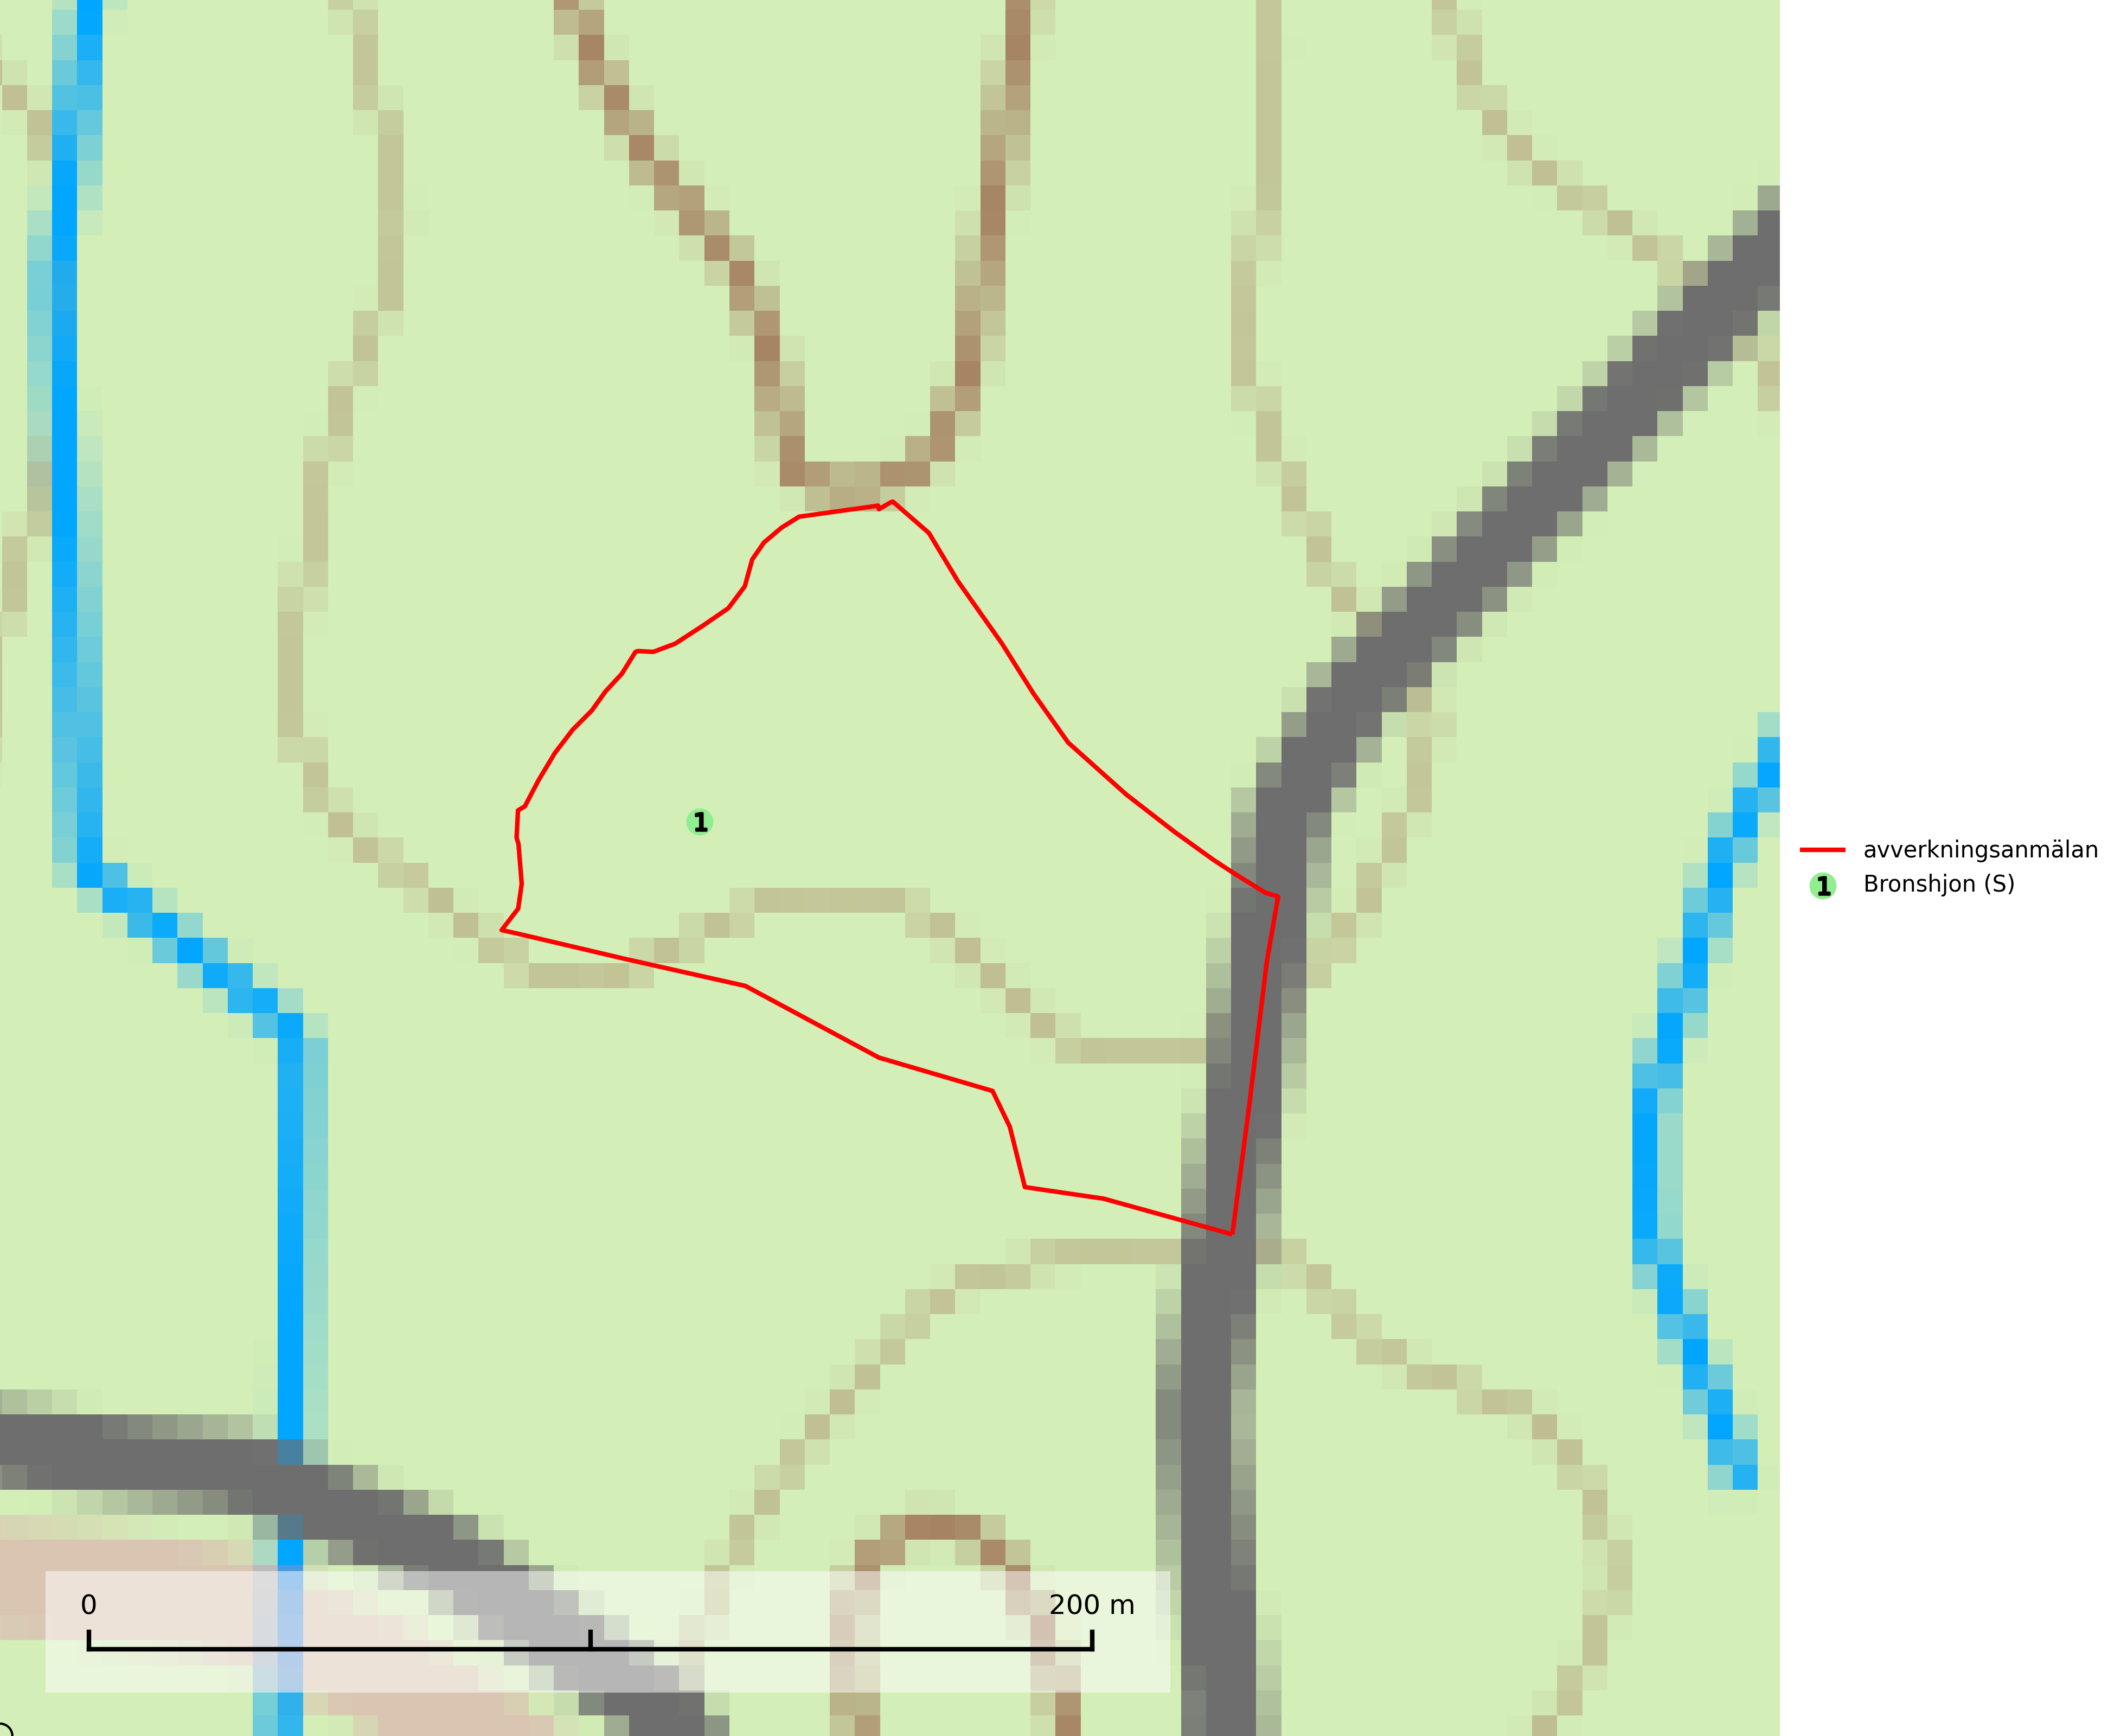 1
avverkningsanmälan
1 Bronshjon (S)
0 200 m